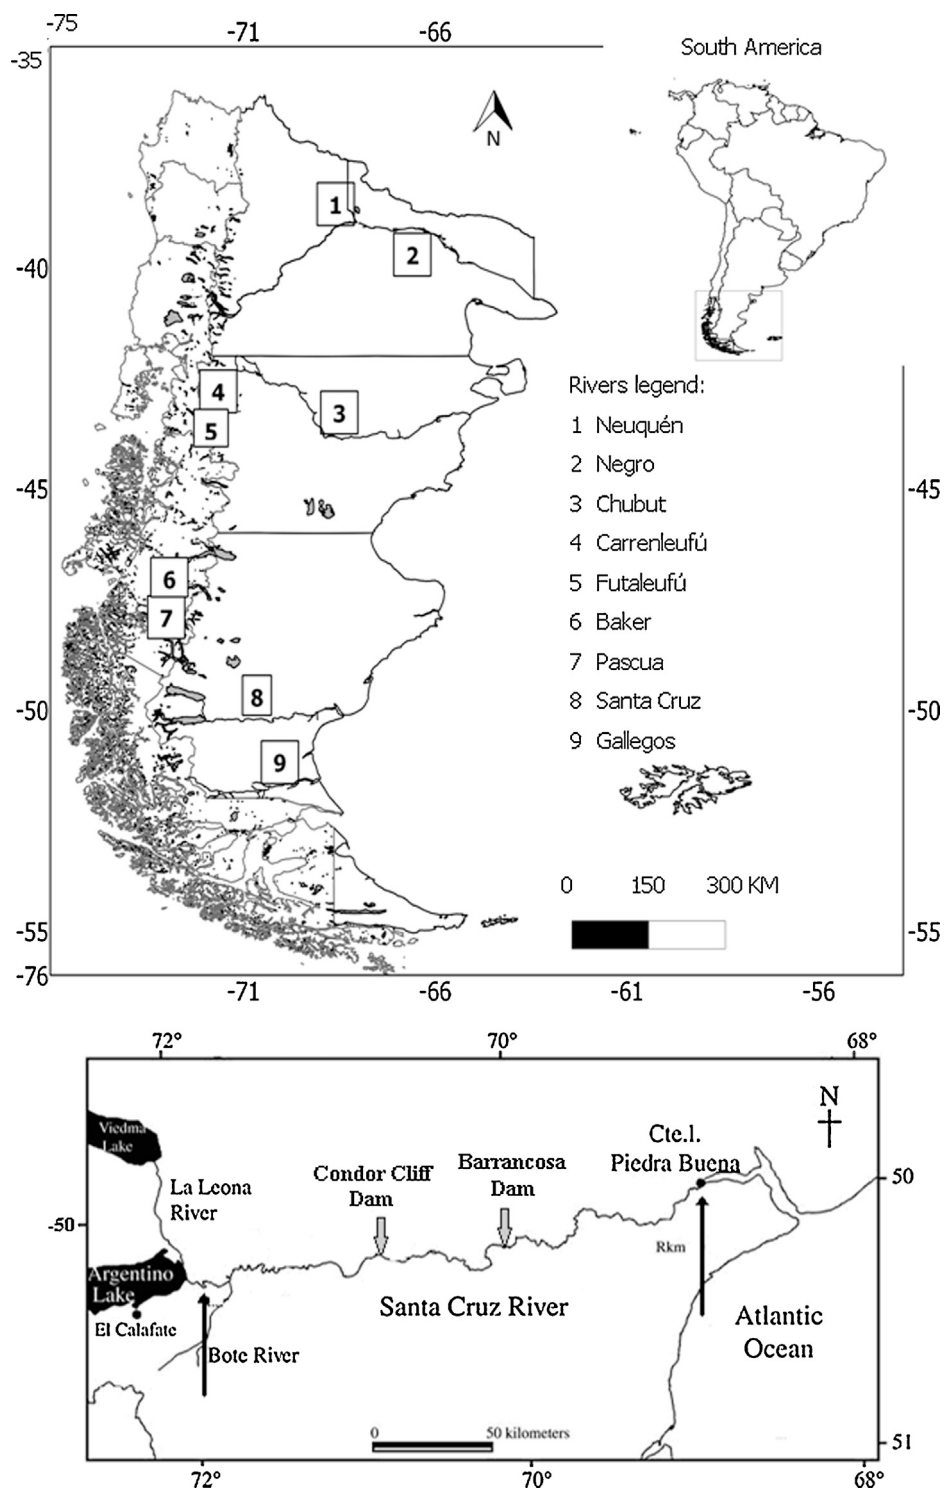 -75
-71
-66
-35
South America
N
1
2
-40
Rivers legend:
4
3
1 Neuquén
5
2 Negro
-45
-45
3 Chubut
4 Carrenleufú
6
5 Futaleufú
7
6 Baker
7 Pascua
8
8 Santa Cruz
-50
-50
9
9 Gallegos
0 150 300 KM
-55
-55
-76
-71
-66
-61
-56
72°
70°
68°
N
Viedma
Lake
Cte.l.
Piedra Buena
Barrancosa
Dam
Condor Cliff
Dam
La Leona
River
50
-50
Rkm
Argentino
Lake
Santa Cruz River
El Calafate
Atlantic
Ocean
Bote River
0 50 kilometers
51
72°
70°
68°